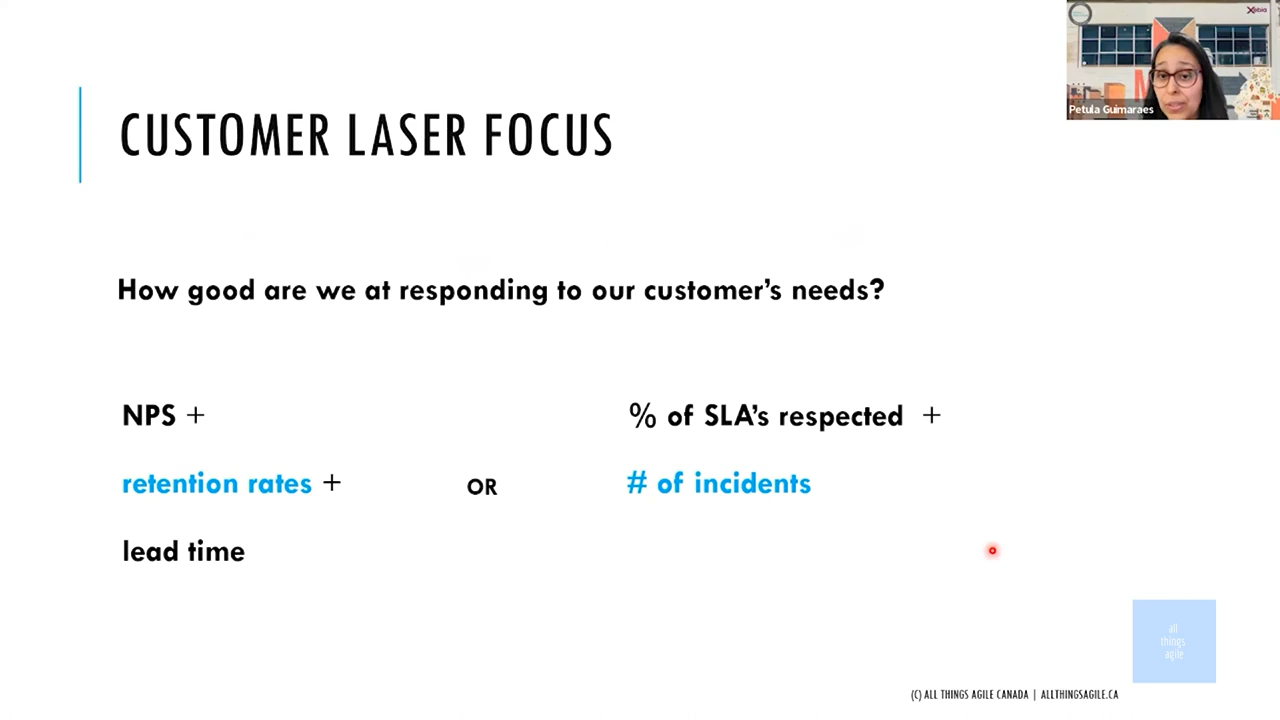 Xebia
Petula Guimaraes
CUSTOMER LASER FOCUS
How good are we at responding to our customer's needs?
NPS +
retention rates +
lead time
OR
% of SLA's respected +
# of incidents
all
things
agile
(C) ALL THINGS AGILE CANADA | ALLTHINGSAGILE.CA